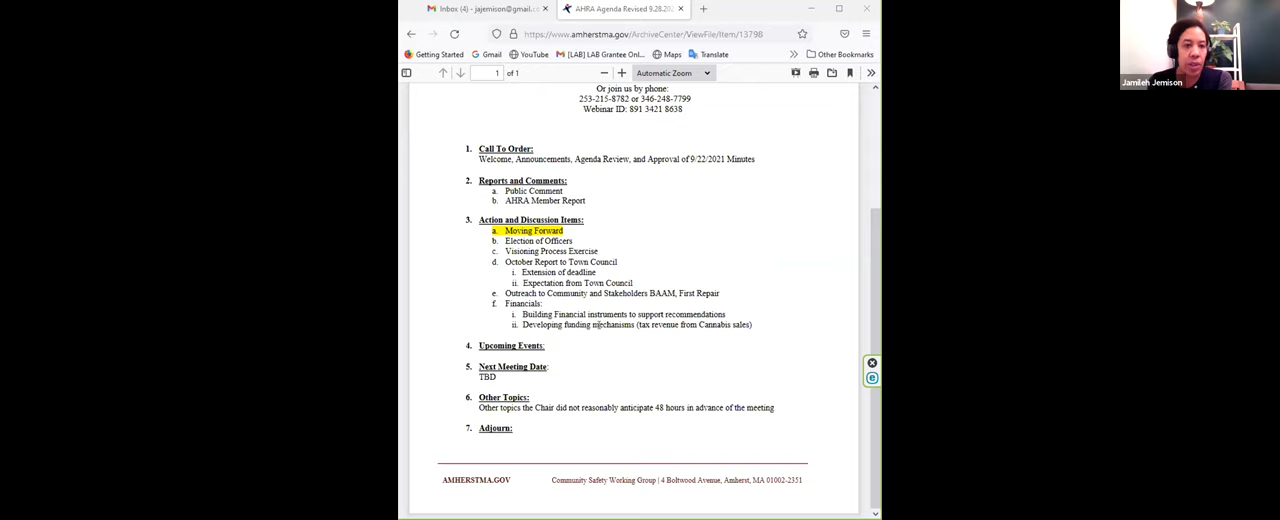 Inbox (4) - jajemison@gmail.co
AHRA Agenda Revised 9.28.202
https://www.amherstma.gov/ArchiveCenter/ViewFile/Item/13798
Getting Started
Gmail
YouTube
[LAB] LAB Grantee Onl...
Maps
Translate
Other Bookmarks
1 of 1
Automatic Zoom
Jamileh Jemison
Or join us by phone:
253-215-8782 or 346-248-7799
Webinar ID: 891 3421 8638
1. Call To Order:
Welcome, Announcements, Agenda Review, and Approval of 9/22/2021 Minutes
2. Reports and Comments:
a. Public Comment
b. AHRA Member Report
3. Action and Discussion Items:
a. Moving Forward
b. Election of Officers
c. Visioning Process Exercise
d. October Report to Town Council
i. Extension of deadline
ii. Expectation from Town Council
e. Outreach to Community and Stakeholders BAAM, First Repair
f. Financials:
i. Building Financial instruments to support recommendations
ii. Developing funding mechanisms (tax revenue from Cannabis sales)
4. Upcoming Events:
5. Next Meeting Date:
TBD
6. Other Topics:
Other topics the Chair did not reasonably anticipate 48 hours in advance of the meeting
7. Adjourn:
AMHERSTMA.GOV
Community Safety Working Group | 4 Boltwood Avenue, Amherst, MA 01002-2351